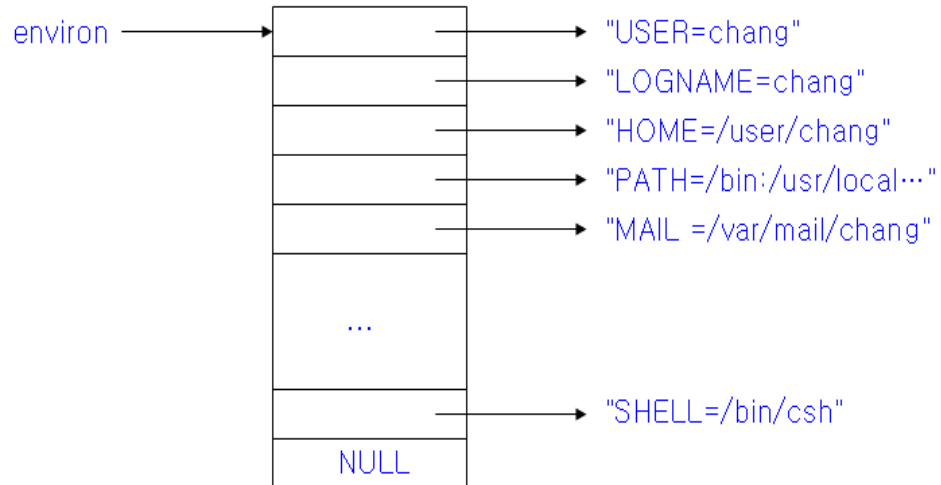 environ
"USER=chang"
"LOGNAME=chang"
"HOME=/user/chang"
"PATH=/bin:/usr/local⋯"
"MAIL =/var/mail/chang"
...
"SHELL=/bin/csh"
NULL